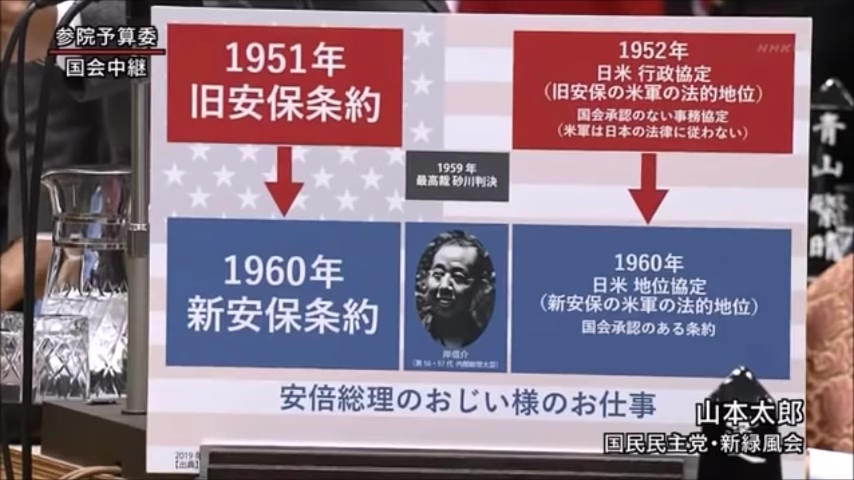 参院予算委
国会中継
1951年
旧安保条約
1952年
日米 行政協定
(旧安保の米軍の法的地位)
国会承認のない事務協定
(米軍は日本の法律に従わない)
NHK
1959年
最高裁 砂川判決
1960年
新安保条約
岸信介
(第56・57代 内閣総理大臣)
1960年
日米 地位協定
(新安保の米軍の法的地位)
国会承認のある条約
安倍総理のおじい様のお仕事
2019
【出典】
山本太郎
国民民主党・新緑風会
青山繁晴